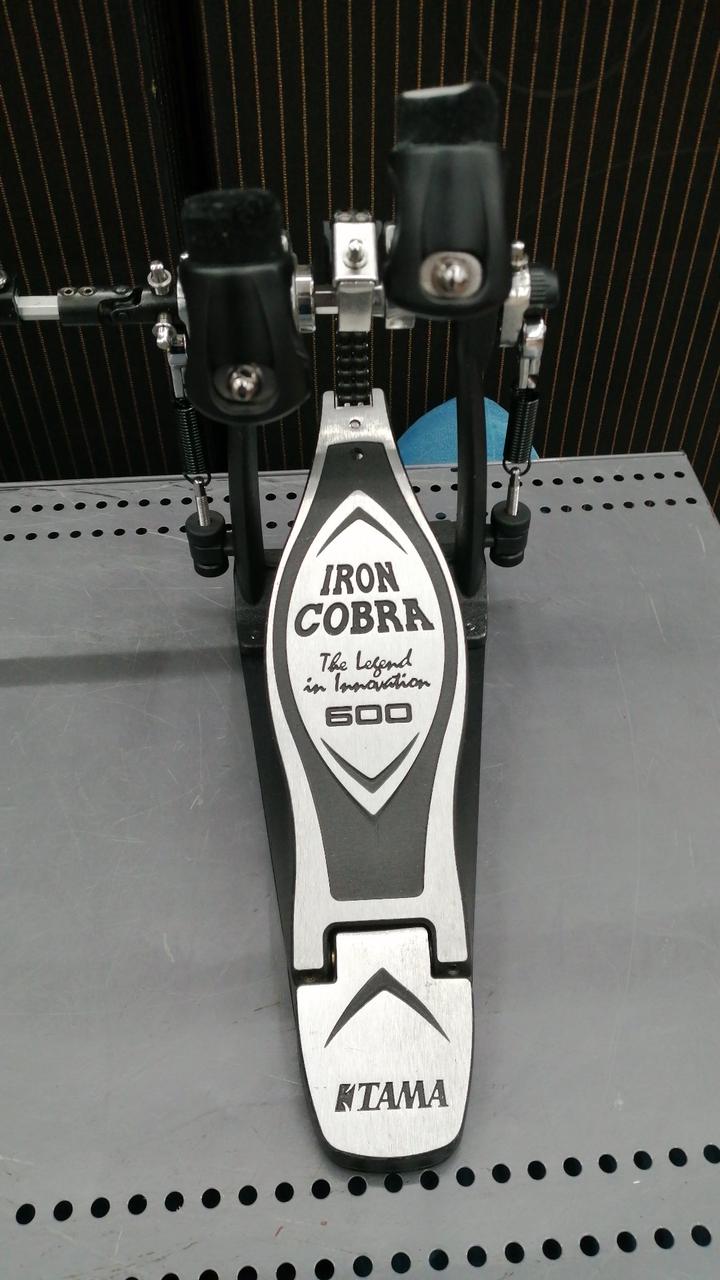 IRON
COBRA
The Legend
in Innovation
600
TAMA